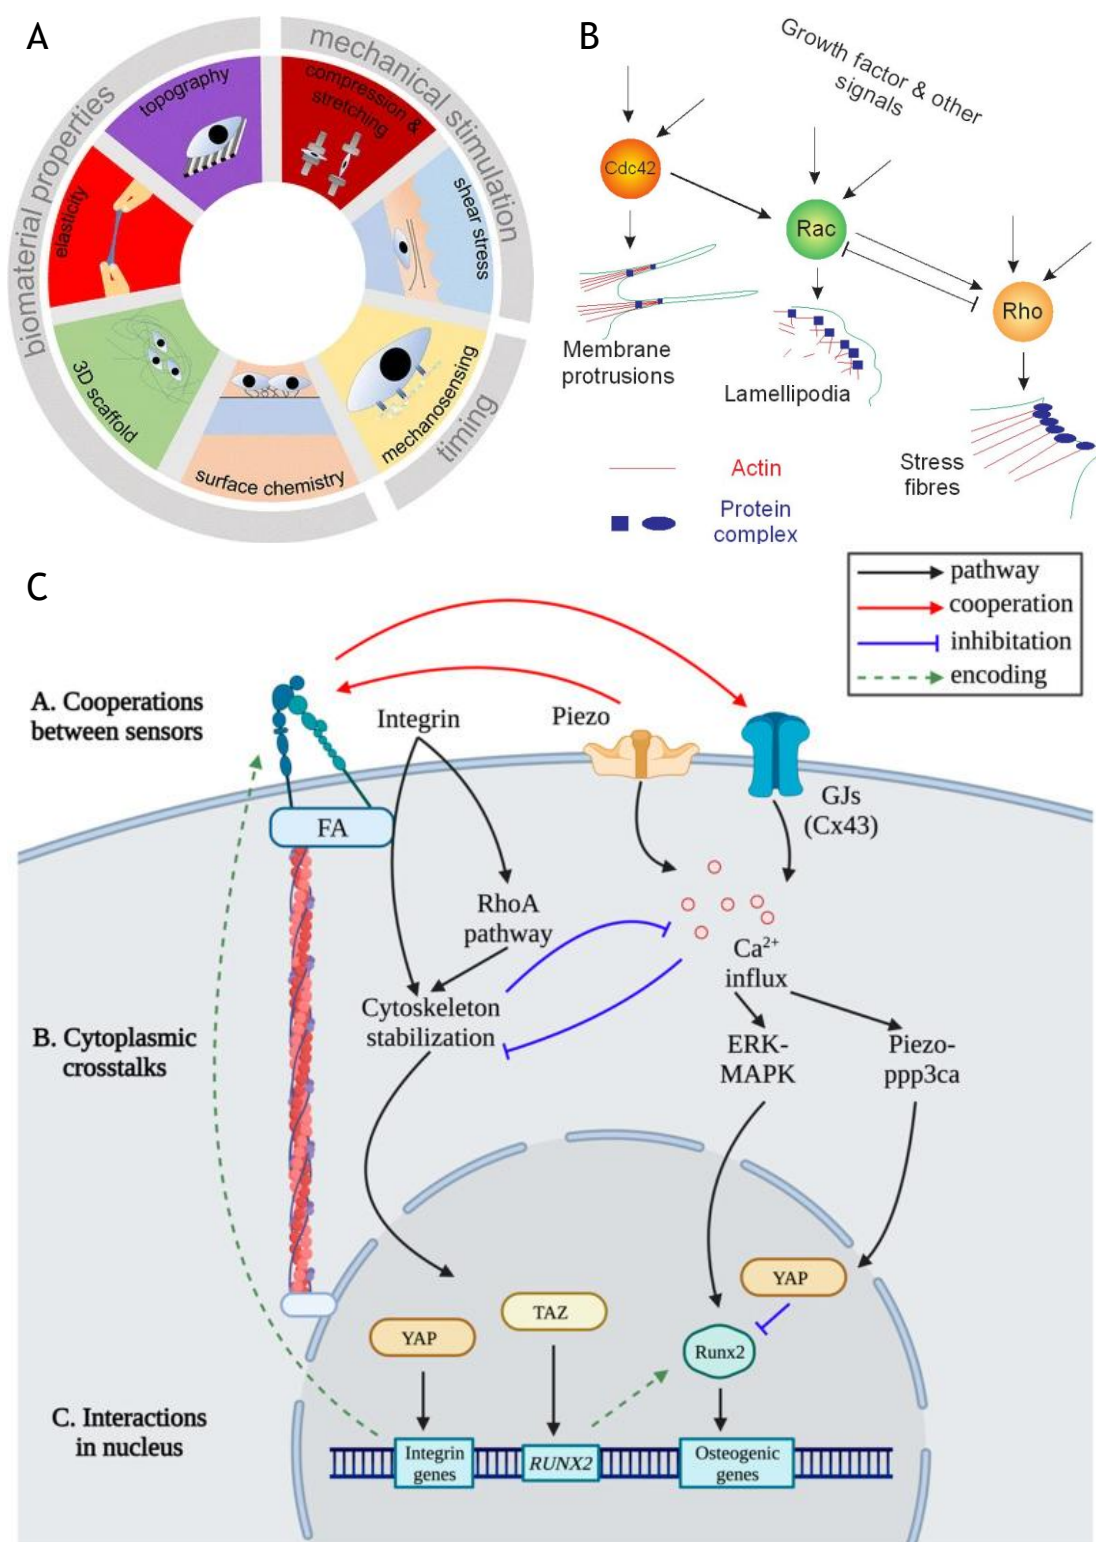 A
biomaterial properties
mechanical stimulation
timing
topography
compression &
stretching
shear stress
mechanosensing
surface chemistry
3D scaffold
elasticity
B
Growth factor & other
signals
Cdc42
Rac
Rho
Membrane
protrusions
Lamellipodia
Stress
fibres
Actin
Protein
complex
C
pathway
cooperation
inhibitation
encoding
A. Cooperations
between sensors
Integrin
Piezo
GJs
(Cx43)
FA
RhoA
pathway
Ca²⁺
influx
Cytoskeleton
stabilization
B. Cytoplasmic
crosstalks
ERK-
MAPK
Piezo-
ppp3ca
YAP
TAZ
YAP
Runx2
C. Interactions
in nucleus
Integrin
genes
RUNX2
Osteogenic
genes